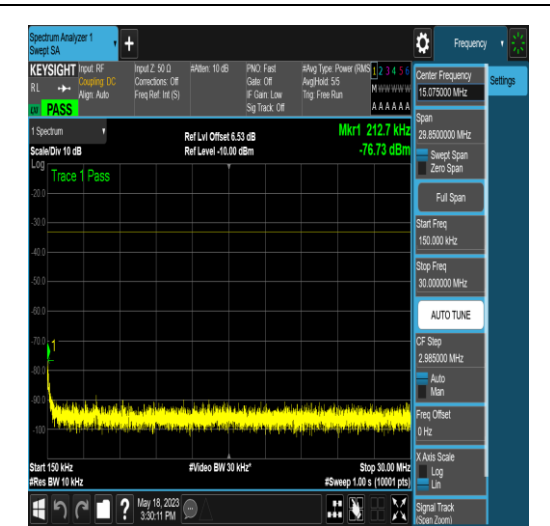 Spectrum Analyzer 1
Swept SA
Frequency
KEYSIGHT
RL
PASS
Input: RF
Coupling: DC
Align: Auto
Input Z: 50 Ω
Corrections: Off
Freq Ref: Int (S)
#Atten: 10 dB
PNO: Fast
Gate: Off
IF Gain: Low
Sig Track: Off
#Avg Type: Power (RMS
Avg|Hold: 5/5
Trig: Free Run
1 2 3 4 5 6
M W W W W W
A A A A A A
1 Spectrum
Scale/Div 10 dB
Ref Lvl Offset 6.53 dB
Ref Level -10.00 dBm
Mkr1 212.7 kHz
-76.73 dBm
Log
Trace 1 Pass
-20.0
-30.0
-40.0
-50.0
-60.0
-70.0
-80.0
-90.0
-100
1
Start 150 kHz
#Res BW 10 kHz
#Video BW 30 kHz*
Stop 30.00 MHz
#Sweep 1.00 s (10001 pts)
May 18, 2023
3:30:11 PM
Center Frequency
15.075000 MHz
Span
29.8500000 MHz
Swept Span
Zero Span
Full Span
Start Freq
150.000 kHz
Stop Freq
30.000000 MHz
AUTO TUNE
CF Step
2.985000 MHz
Auto
Man
Freq Offset
0 Hz
X Axis Scale
Log
Lin
Signal Track
(Span Zoom)
Settings